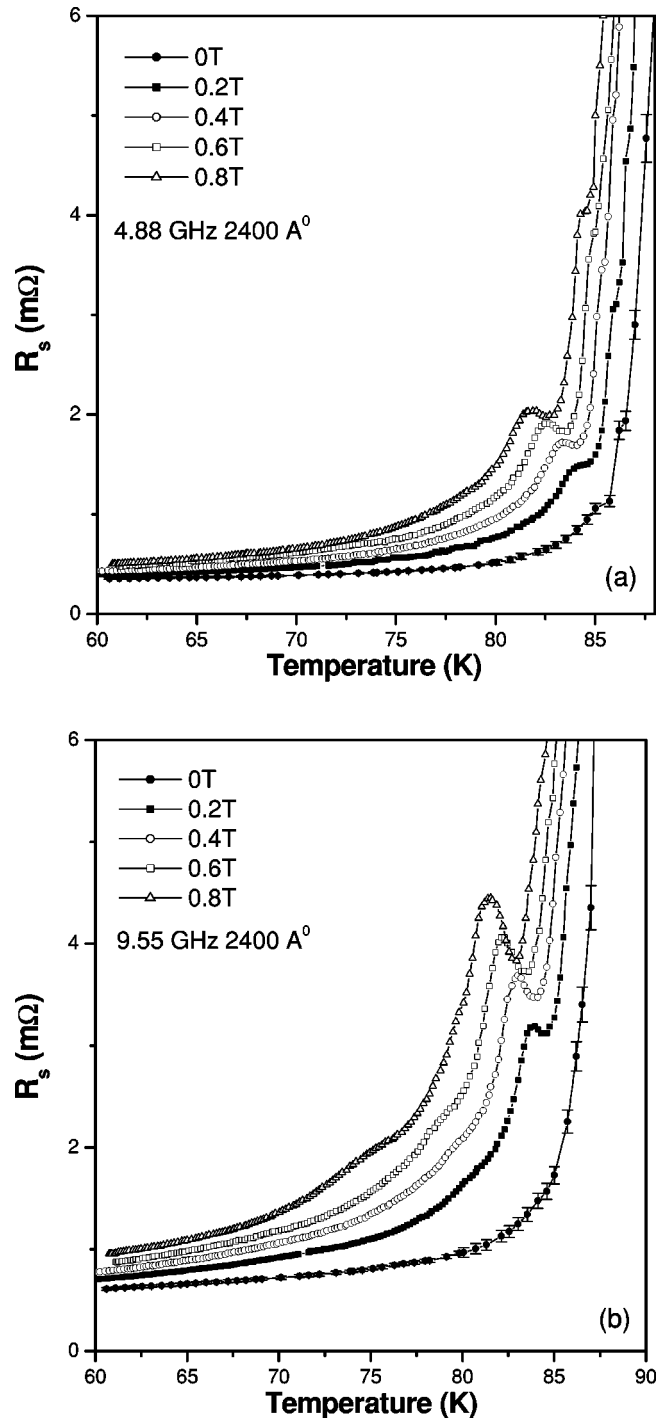 6
4
2
0
R_s (mΩ)
0T
0.2T
0.4T
0.6T
0.8T
4.88 GHz 2400 A⁰
(a)
60 65 70 75 80 85
Temperature (K)
6
4
2
0
R_s (mΩ)
0T
0.2T
0.4T
0.6T
0.8T
9.55 GHz 2400 A⁰
(b)
60 65 70 75 80 85 90
Temperature (K)